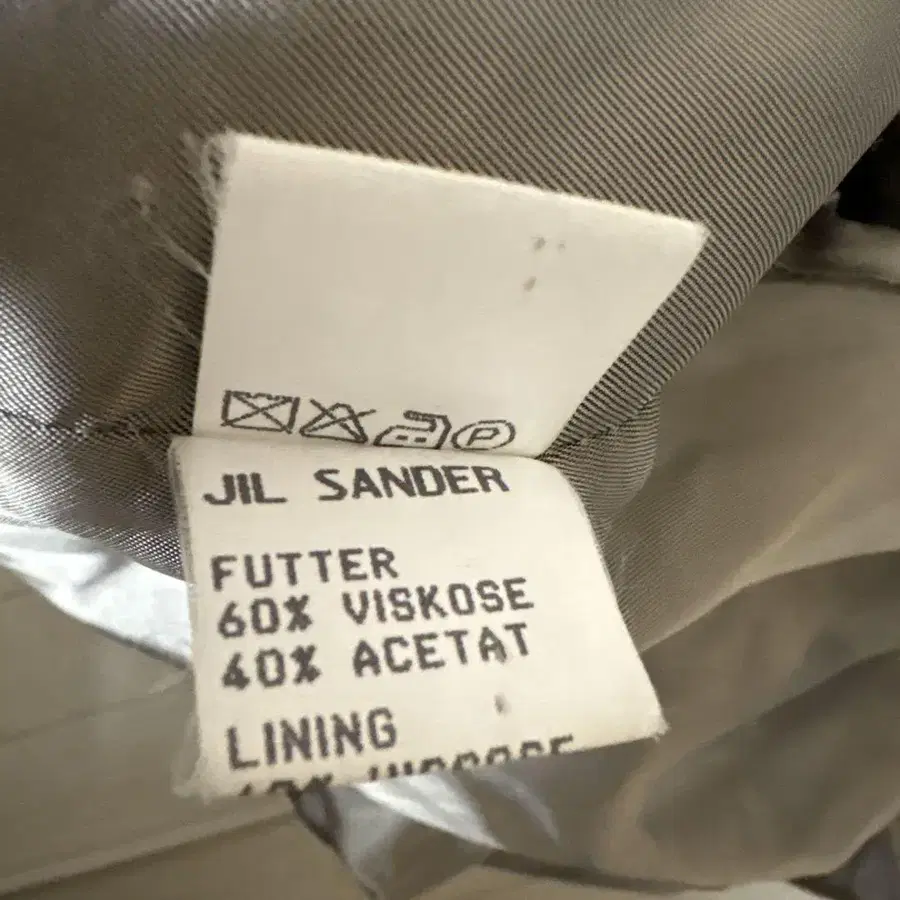 P
JIL SANDER
FUTTER
60% VISKOSE
40% ACETAT
LINING